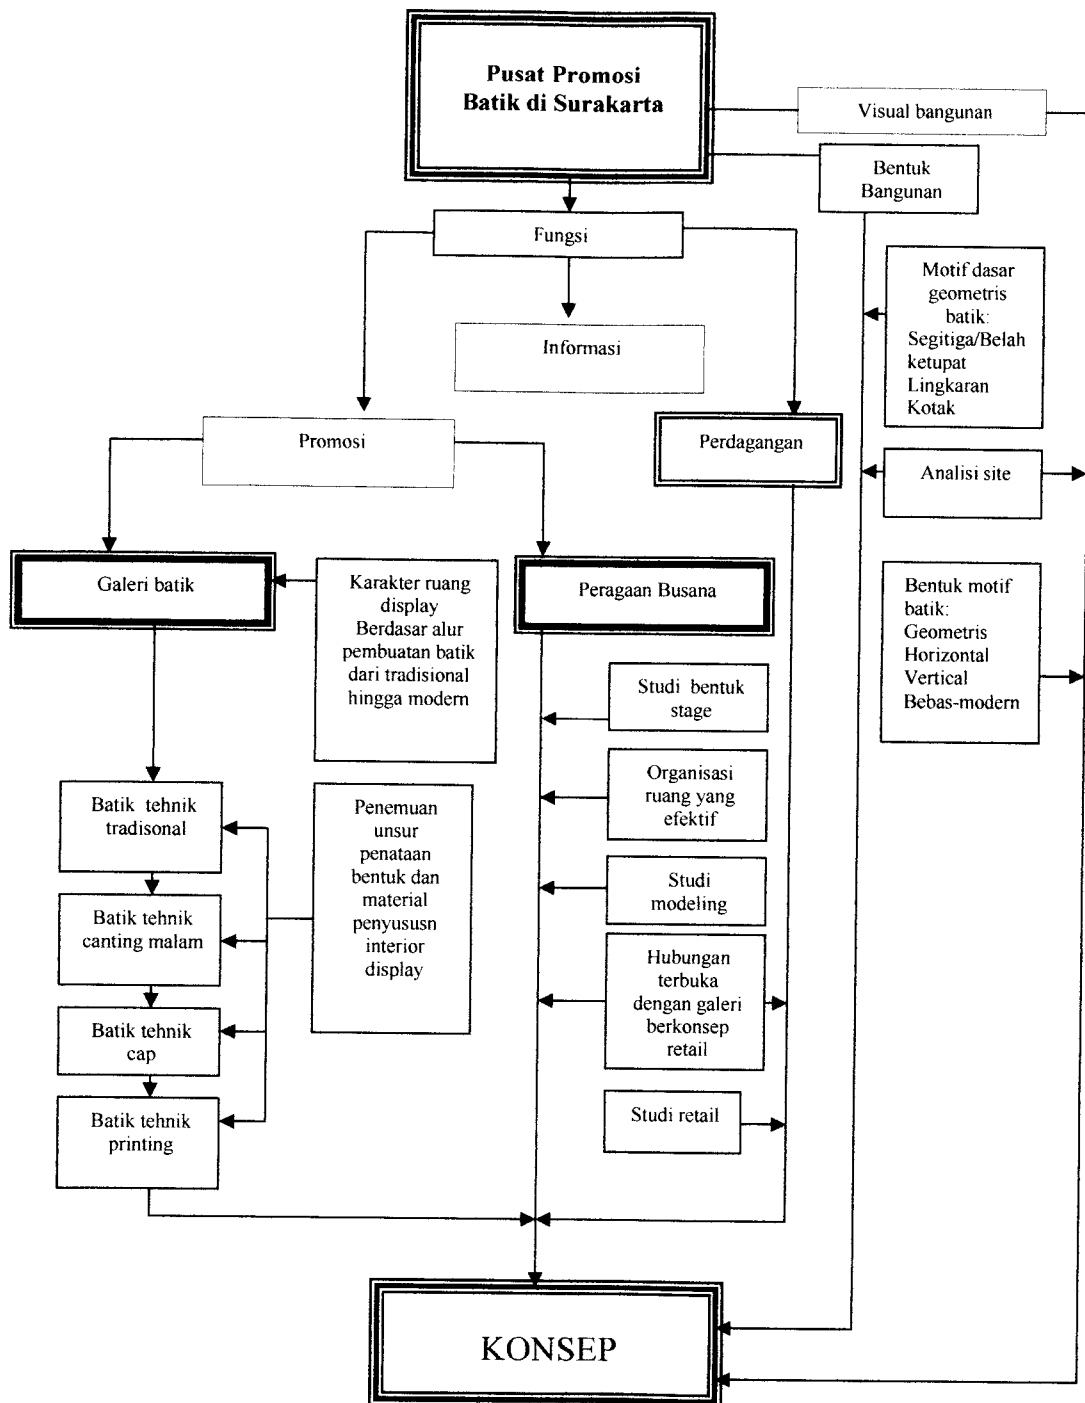 Pusat Promosi
Batik di Surakarta
Visual bangunan
Bentuk
Bangunan
Fungsi
Motif dasar
geometris
batik:
Segitiga/Belah
ketupat
Lingkaran
Kotak
Informasi
Promosi
Perdagangan
Analisi site
Galeri batik
Karakter ruang
display
Berdasar alur
pembuatan batik
dari tradisional
hingga modern
Peragaan Busana
Bentuk motif
batik:
Geometris
Horizontal
Vertical
Bebas-modern
Studi bentuk
stage
Organisasi
ruang yang
efektif
Batik tehnik
tradisonal
Penemuan
unsur
penataan
bentuk dan
material
penyususn
interior
display
Studi
modeling
Batik tehnik
canting malam
Hubungan
terbuka
dengan galeri
berkonsep
retail
Batik tehnik
cap
Studi retail
Batik tehnik
printing
KONSEP